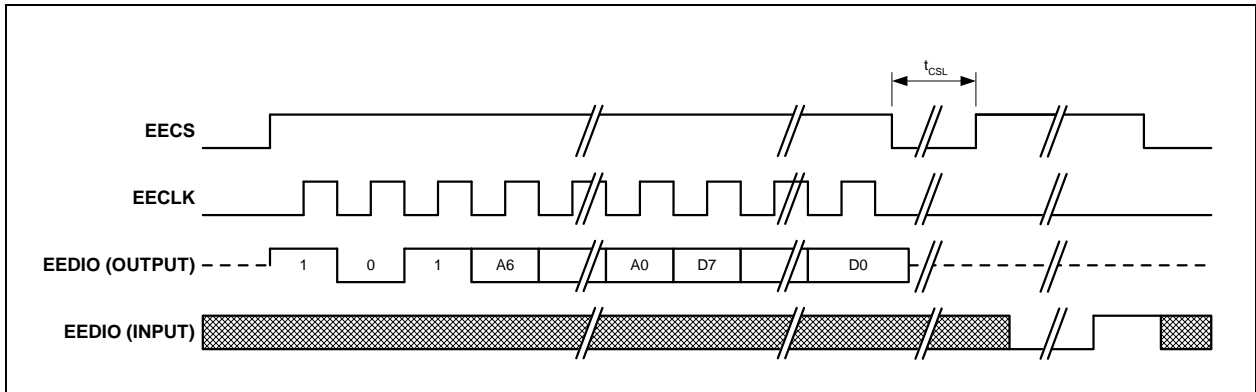 tCSL
EECS
EECLK
EEDIO (OUTPUT)
1 0 1 A6 A0 D7 D0
EEDIO (INPUT)